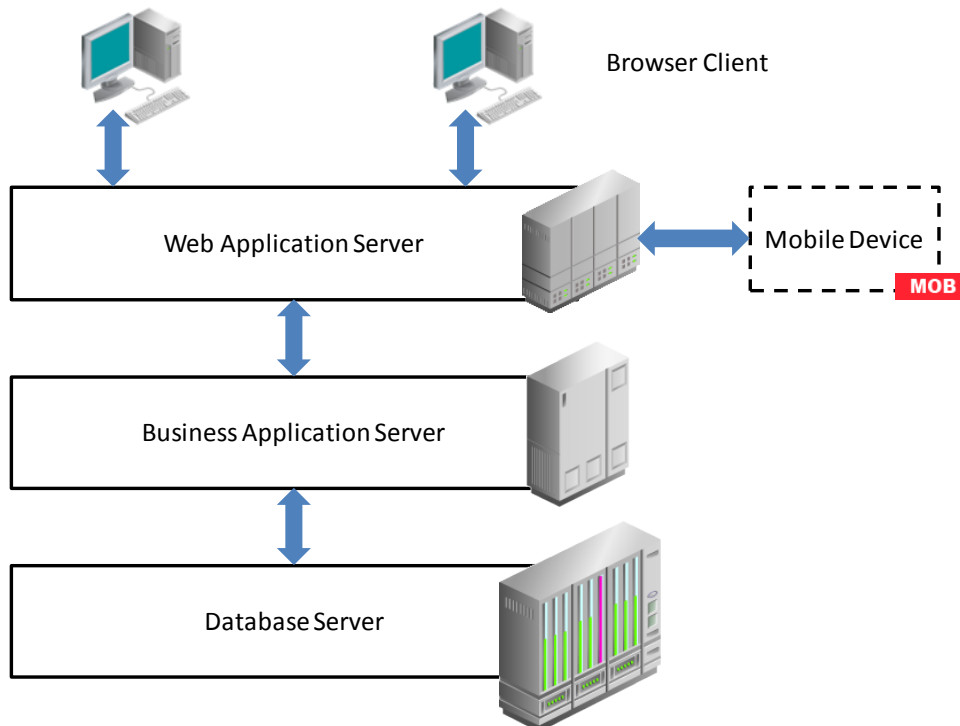 Browser Client
Web Application Server
Mobile Device
MOB
Business Application Server
Database Server